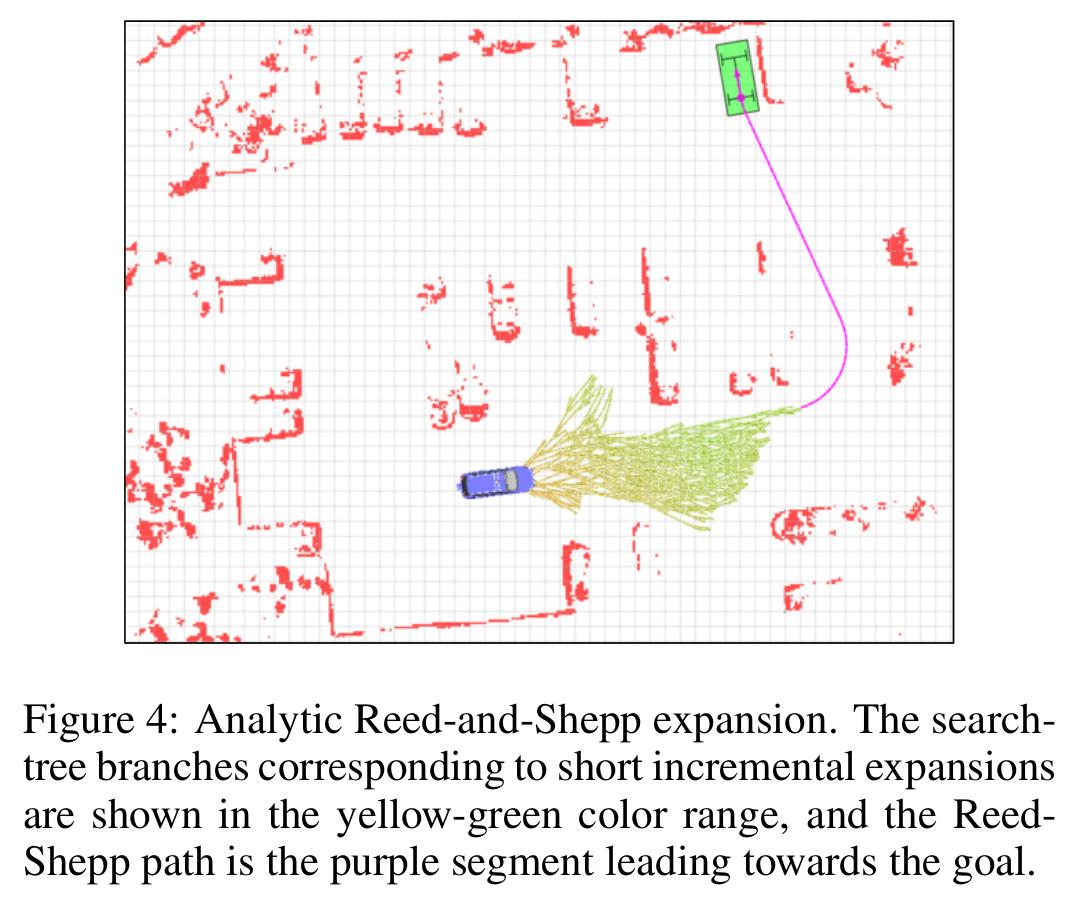 Figure 4: Analytic Reed-and-Shepp expansion. The search-
tree branches corresponding to short incremental expansions
are shown in the yellow-green color range, and the Reed-
Shepp path is the purple segment leading towards the goal.